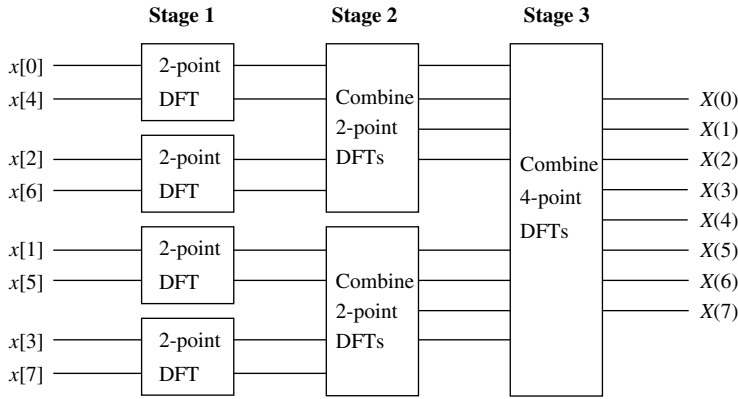 Stage 1 Stage 2 Stage 3
x[0]
x[4]
2-point
DFT
x[2]
x[6]
2-point
DFT
x[1]
x[5]
2-point
DFT
x[3]
x[7]
2-point
DFT
Combine
2-point
DFTs
Combine
2-point
DFTs
Combine
4-point
DFTs
X(0)
X(1)
X(2)
X(3)
X(4)
X(5)
X(6)
X(7)